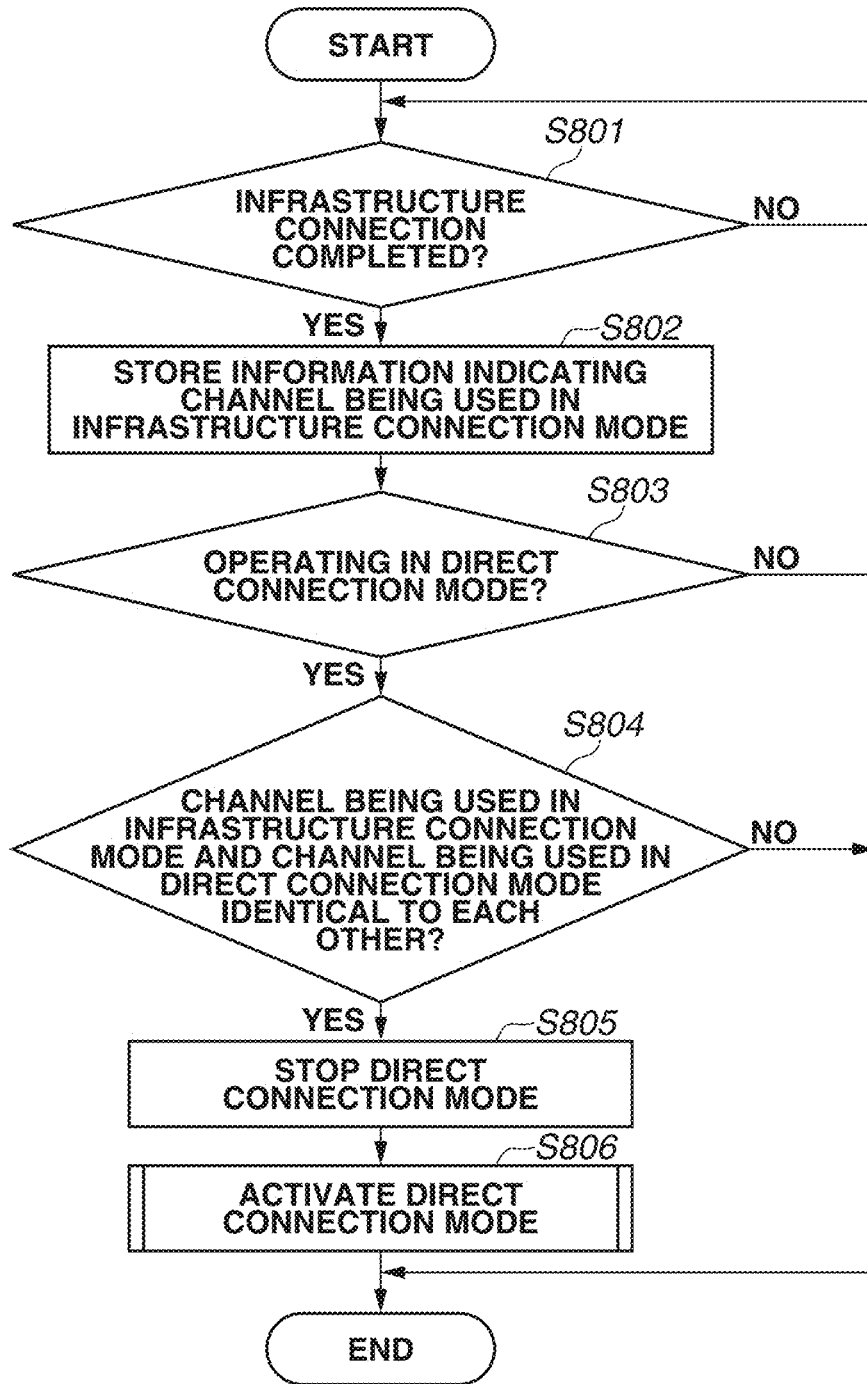 START
S801
INFRASTRUCTURE
CONNECTION
COMPLETED?
NO
YES
S802
STORE INFORMATION INDICATING
CHANNEL BEING USED IN
INFRASTRUCTURE CONNECTION MODE
S803
OPERATING IN DIRECT
CONNECTION MODE?
NO
YES
S804
CHANNEL BEING USED IN
INFRASTRUCTURE CONNECTION
MODE AND CHANNEL BEING USED IN
DIRECT CONNECTION MODE
IDENTICAL TO EACH
OTHER?
NO
YES
S805
STOP DIRECT
CONNECTION MODE
S806
ACTIVATE DIRECT
CONNECTION MODE
END